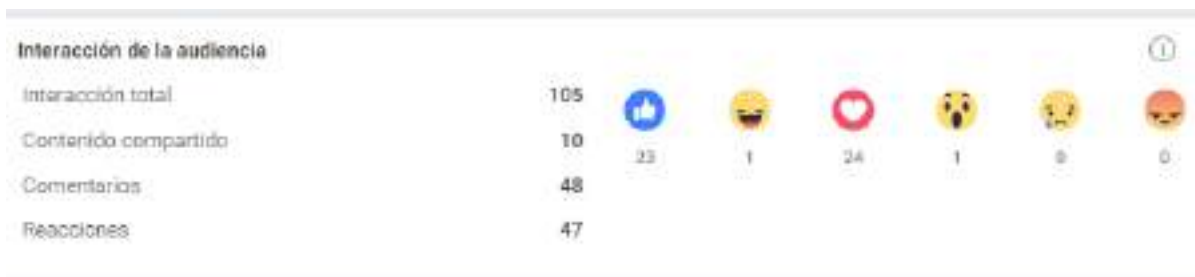 Interacción de la audiencia
Interacción total 105
Contenido compartido 10
Comentarios 48
Reacciones 47
23 1 24 1 0 0